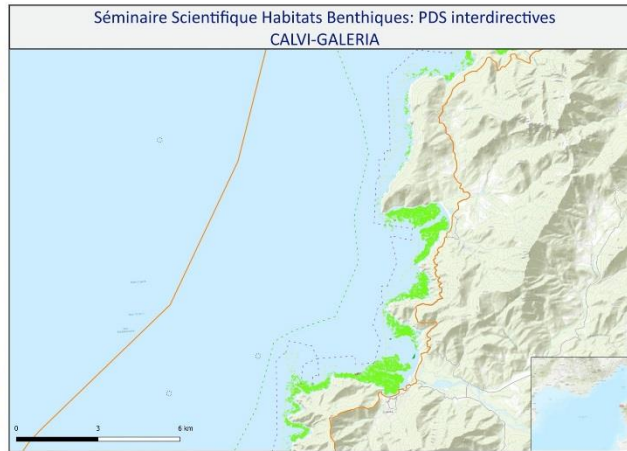 Séminaire Scientifique Habitats Benthiques: PDS interdirectives
CALVI-GALERIA
0 3 6 km